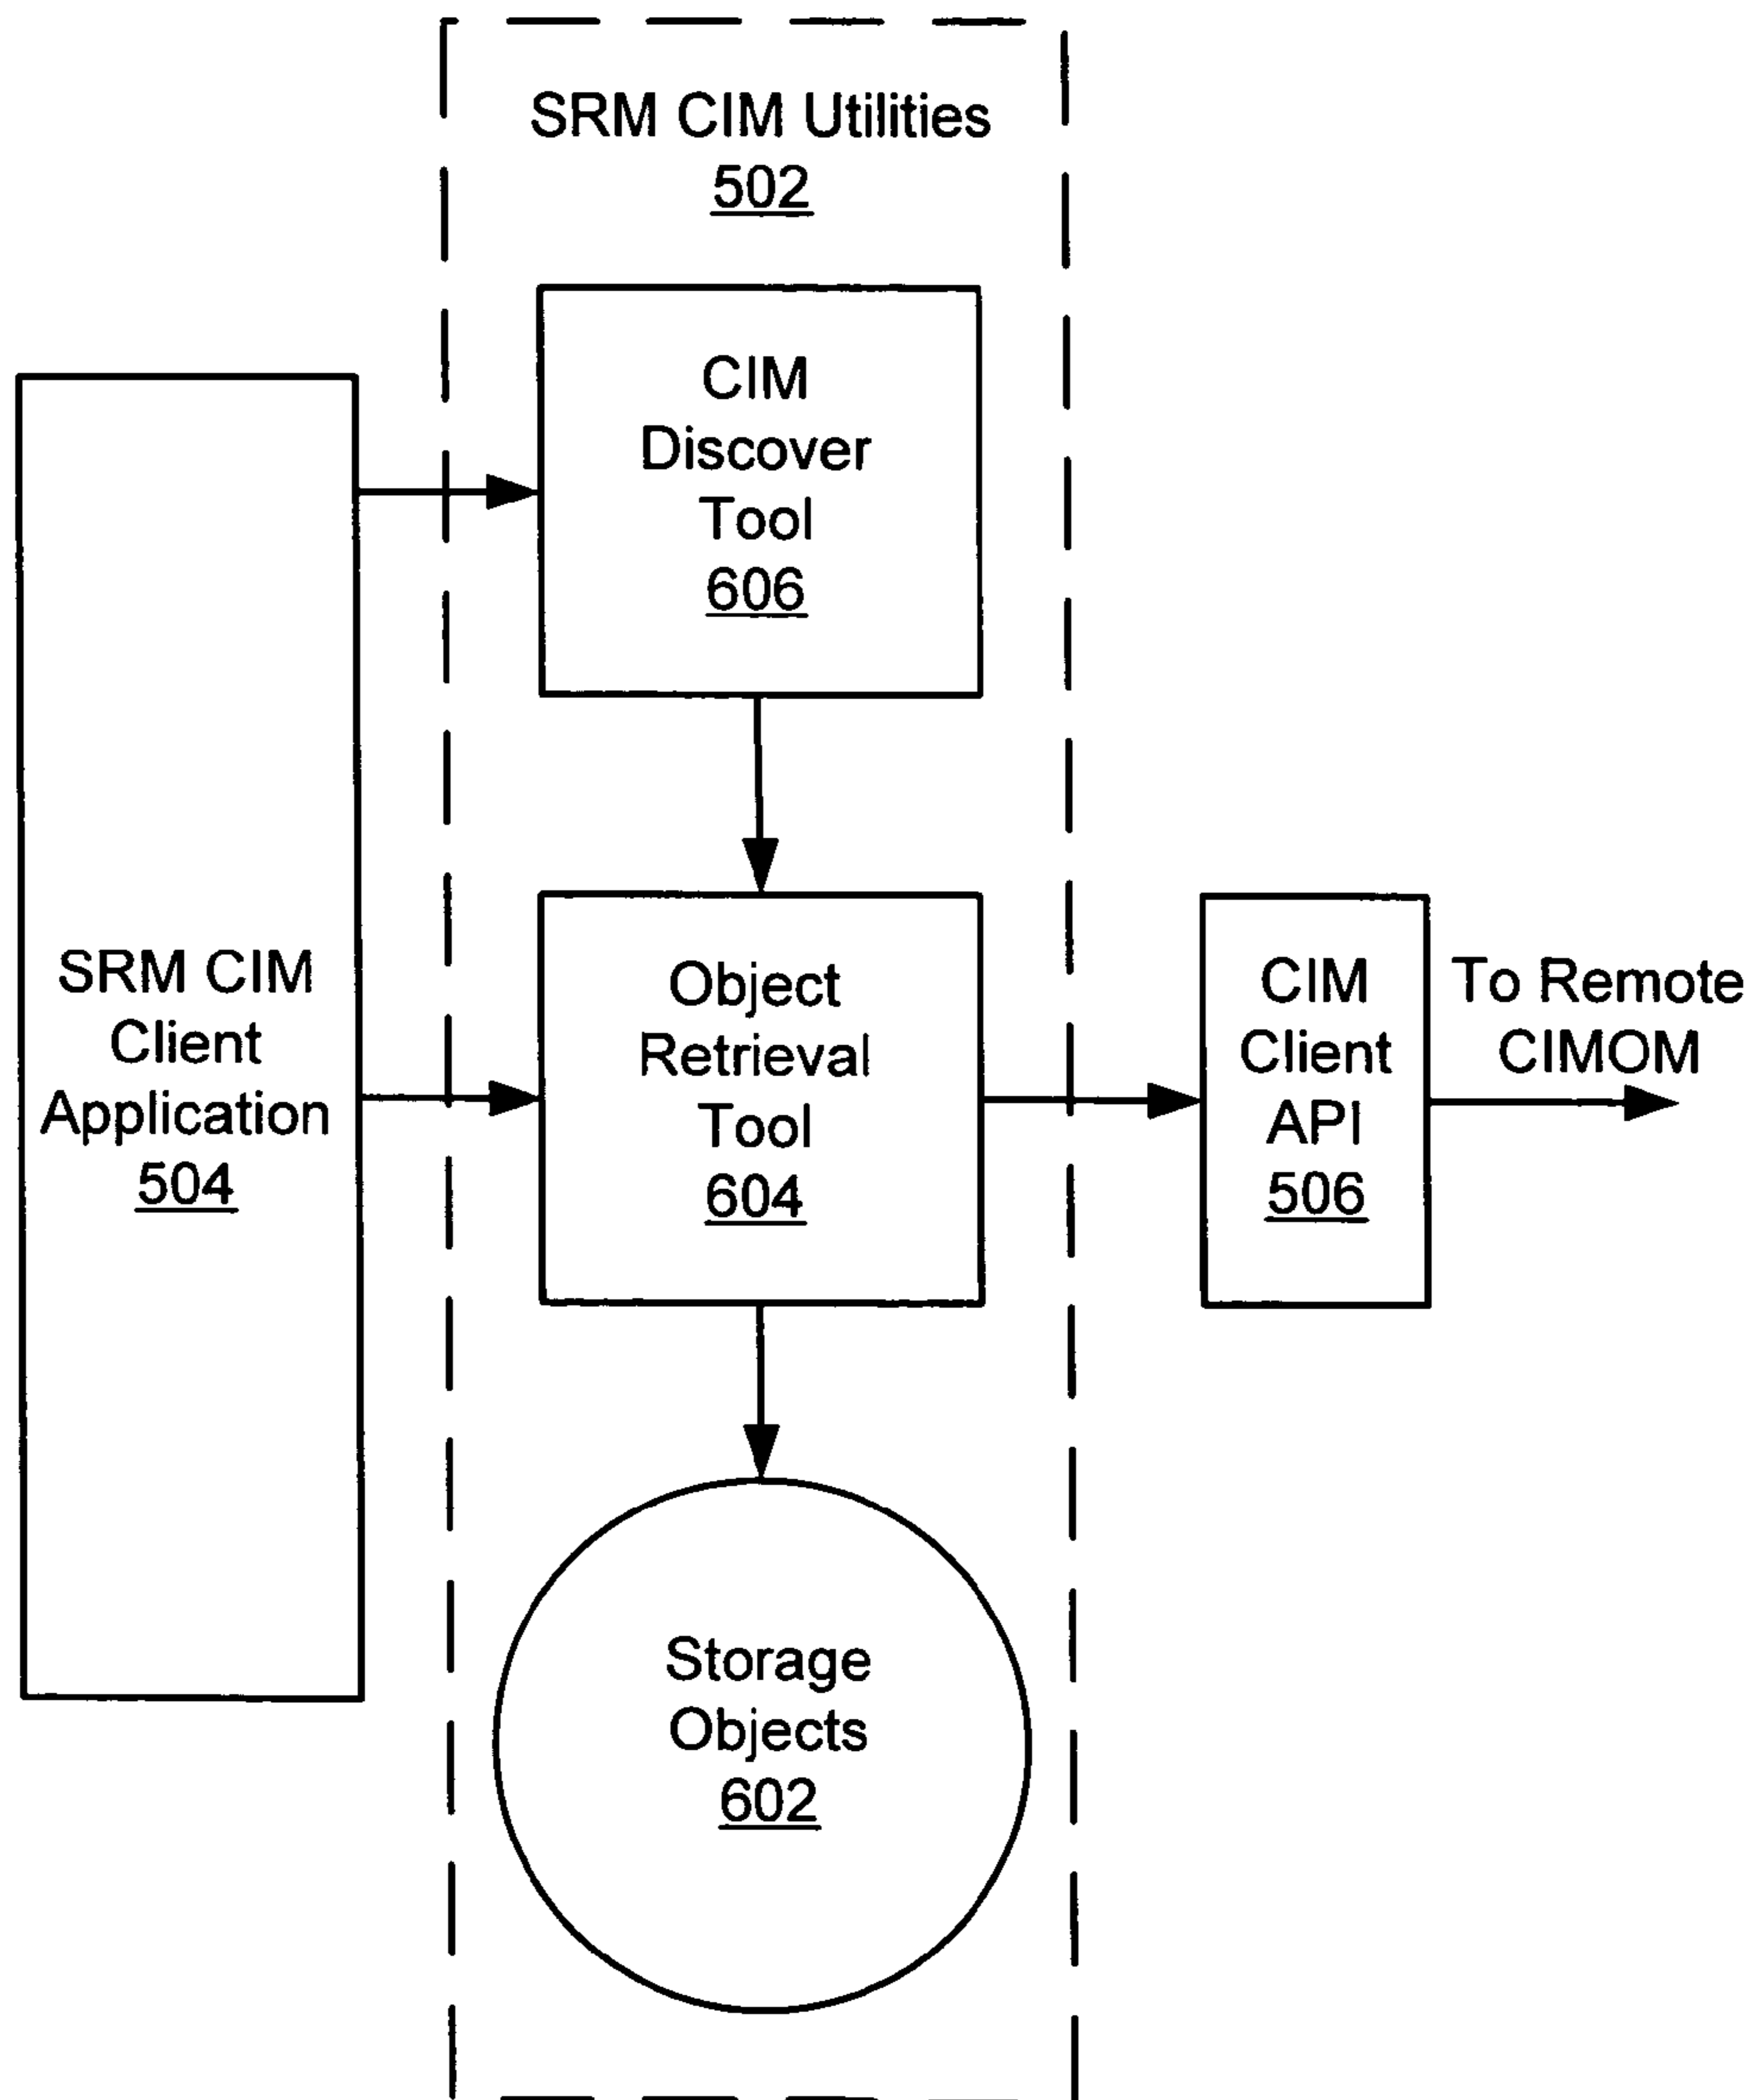 SRM CIM Utilities
502
CIM
Discover
Tool
606
SRM CIM
Client
Application
504
Object
Retrieval
Tool
604
CIM
Client
API
506
To Remote
CIMOM
Storage
Objects
602